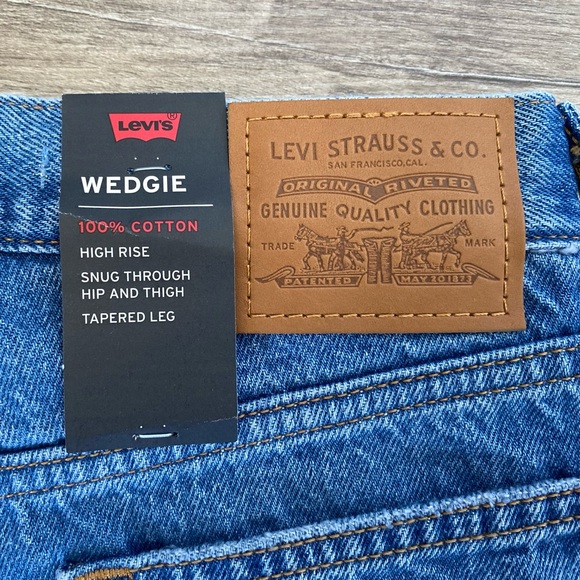 LEVI'S®
WEDGIE
100% COTTON
HIGH RISE
SNUG THROUGH
HIP AND THIGH
TAPERED LEG
LEVI STRAUSS & CO.
SAN FRANCISCO, CAL.
ORIGINAL RIVETED
GENUINE QUALITY CLOTHING
TRADE MARK
PATENTED MAY 20 1873